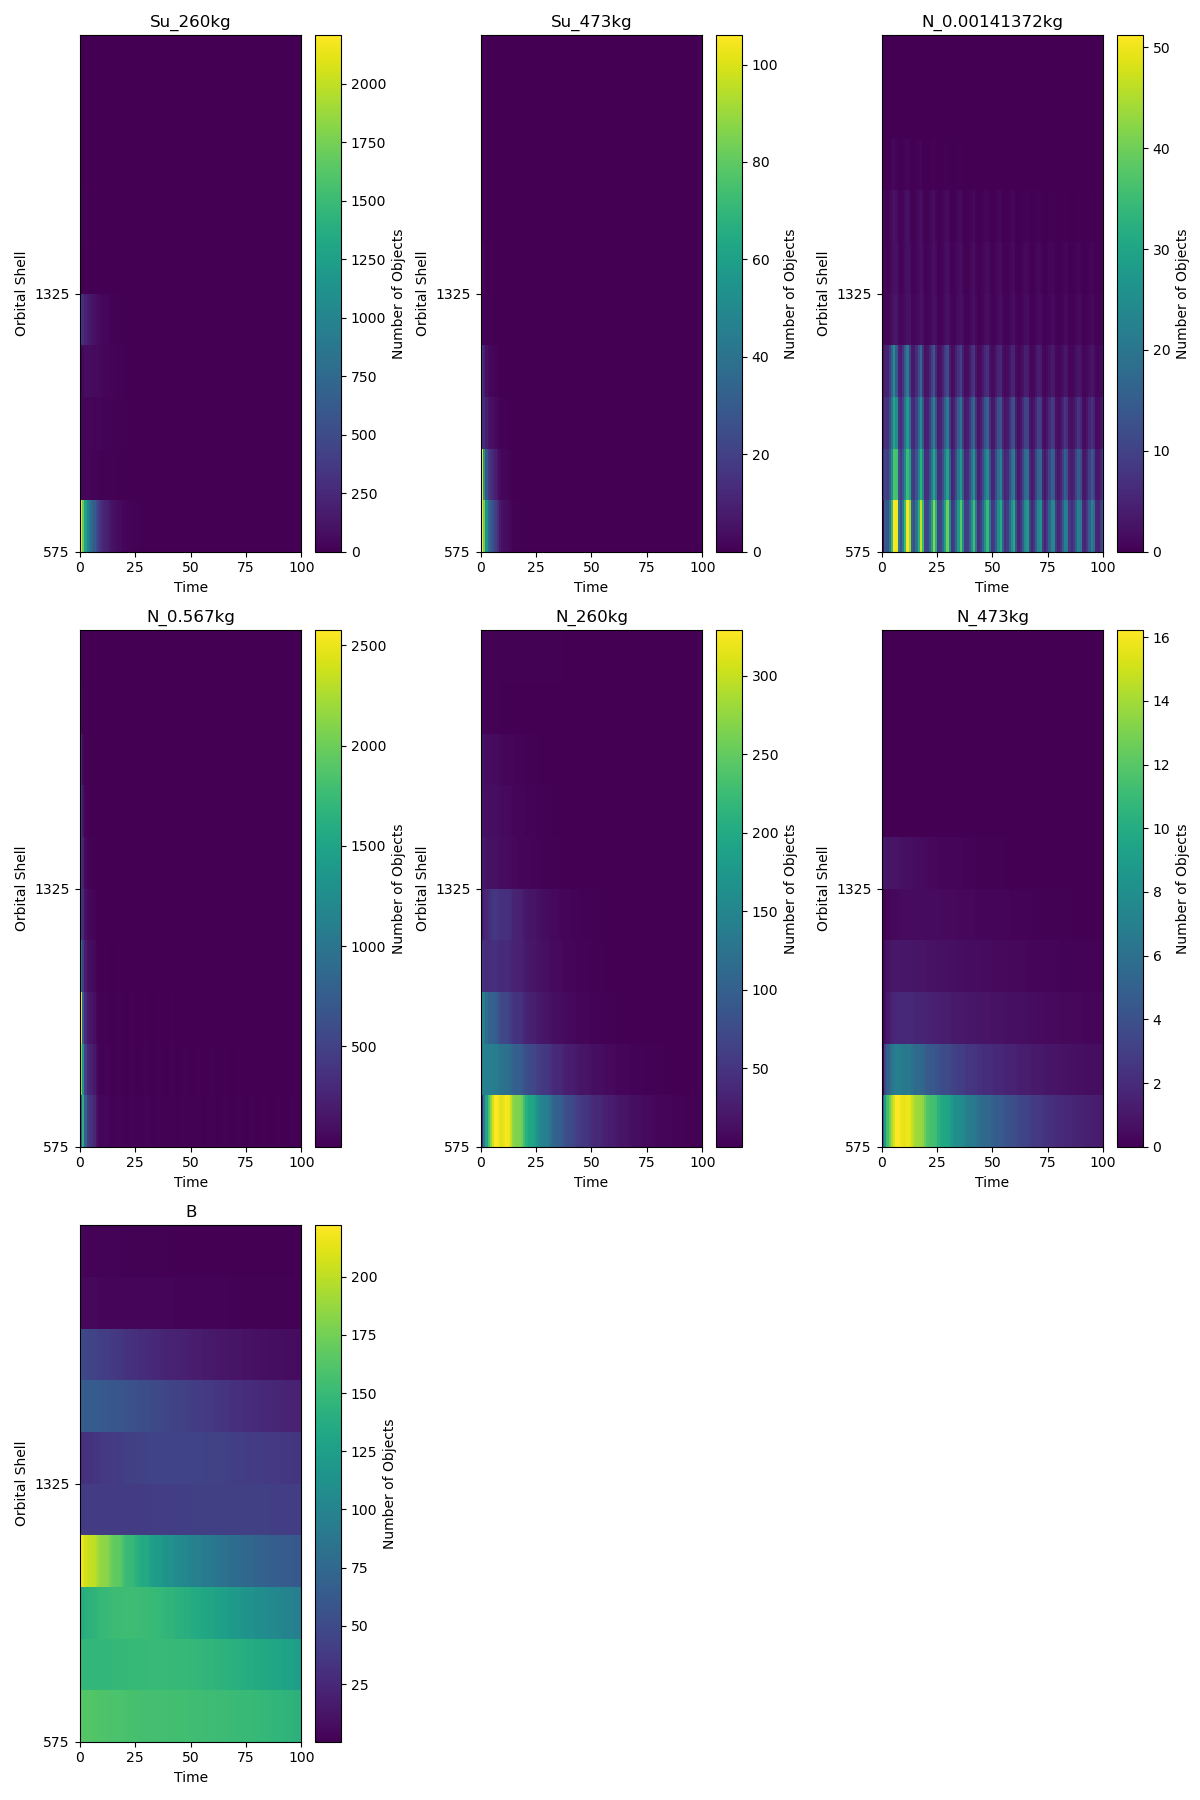 Su_260kg
Orbital Shell
1325
575
0 25 50 75 100
Time
2000
1750
1500
1250
1000
750
500
250
0
Number of Objects
Su_473kg
Orbital Shell
1325
575
0 25 50 75 100
Time
100
80
60
40
20
0
Number of Objects
N_0.00141372kg
Orbital Shell
1325
575
0 25 50 75 100
Time
50
40
30
20
10
0
Number of Objects
N_0.567kg
Orbital Shell
1325
575
0 25 50 75 100
Time
2500
2000
1500
1000
500
Number of Objects
N_260kg
Orbital Shell
1325
575
0 25 50 75 100
Time
300
250
200
150
100
50
Number of Objects
N_473kg
Orbital Shell
1325
575
0 25 50 75 100
Time
16
14
12
10
8
6
4
2
0
Number of Objects
B
Orbital Shell
1325
575
0 25 50 75 100
Time
200
175
150
125
100
75
50
25
Number of Objects